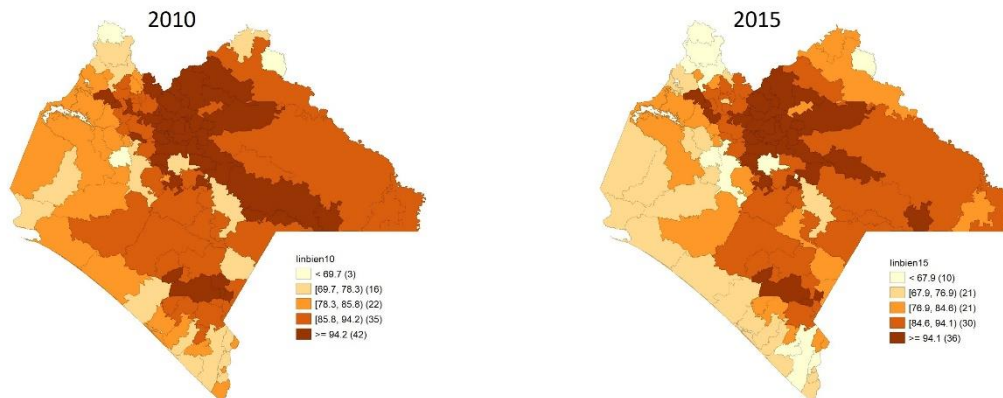 2010
2015
linbien10
< 69.7 (3)
[69.7, 78.3) (16)
[78.3, 85.8) (22)
[85.8, 94.2) (35)
>= 94.2 (42)
linbien15
< 67.9 (10)
[67.9, 76.9) (21)
[76.9, 84.6) (21)
[84.6, 94.1) (30)
>= 94.1 (36)